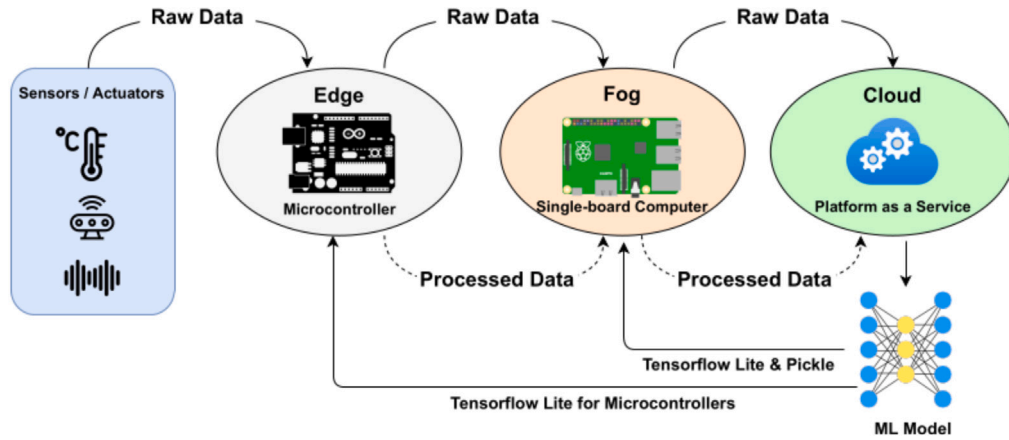 Raw Data
Raw Data
Raw Data
Sensors / Actuators
°C
Edge
Microcontroller
Fog
Single-board Computer
Cloud
Platform as a Service
Processed Data
Processed Data
Tensorflow Lite & Pickle
Tensorflow Lite for Microcontrollers
ML Model